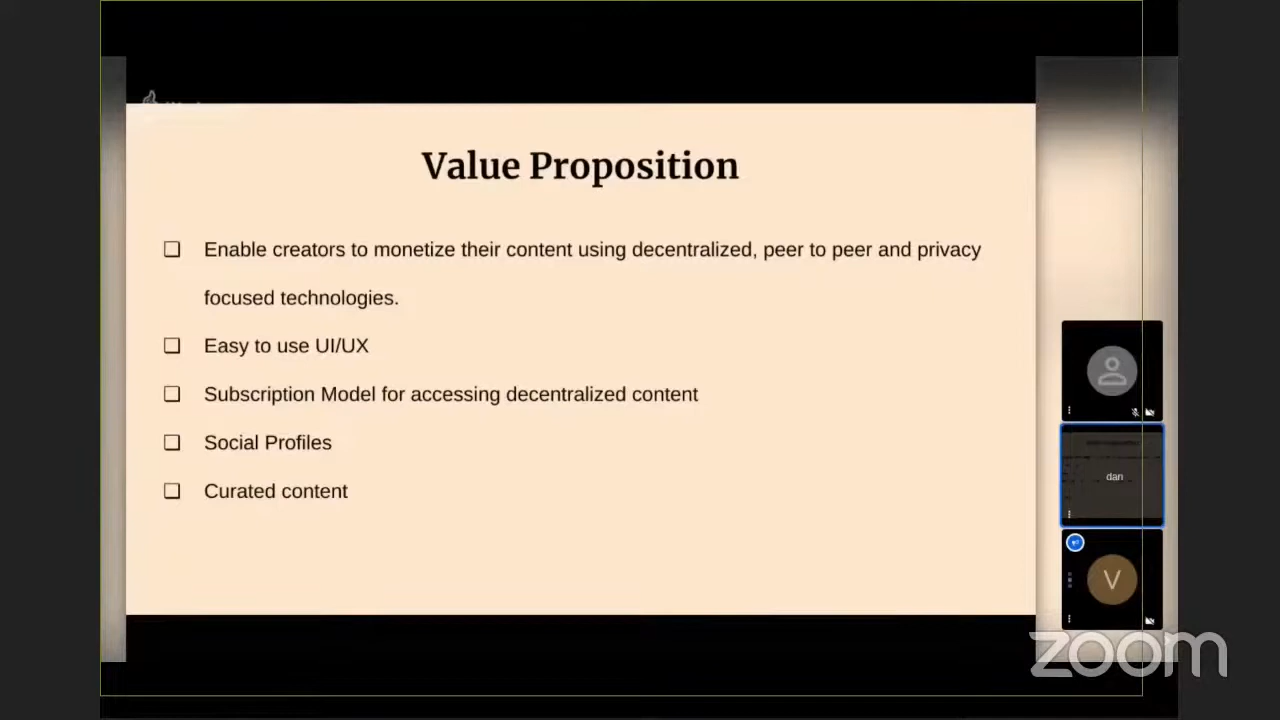 Value Proposition
❏ Enable creators to monetize their content using decentralized, peer to peer and privacy
focused technologies.
❏ Easy to use UI/UX
❏ Subscription Model for accessing decentralized content
❏ Social Profiles
❏ Curated content
dan
V
zoom